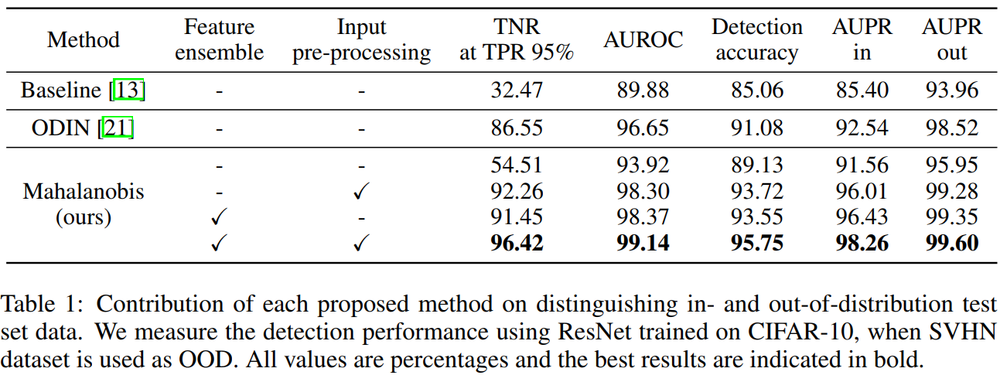 Method Feature ensemble Input pre-processing TNR at TPR 95% AUROC Detection accuracy AUPR in AUPR out
Baseline [13] - - 32.47 89.88 85.06 85.40 93.96
ODIN [21] - - 86.55 96.65 91.08 92.54 98.52
Mahalanobis (ours) - - 54.51 93.92 89.13 91.56 95.95
- ✓ 92.26 98.30 93.72 96.01 99.28
✓ - 91.45 98.37 93.55 96.43 99.35
✓ ✓ 96.42 99.14 95.75 98.26 99.60
Table 1: Contribution of each proposed method on distinguishing in- and out-of-distribution test
set data. We measure the detection performance using ResNet trained on CIFAR-10, when SVHN
dataset is used as OOD. All values are percentages and the best results are indicated in bold.